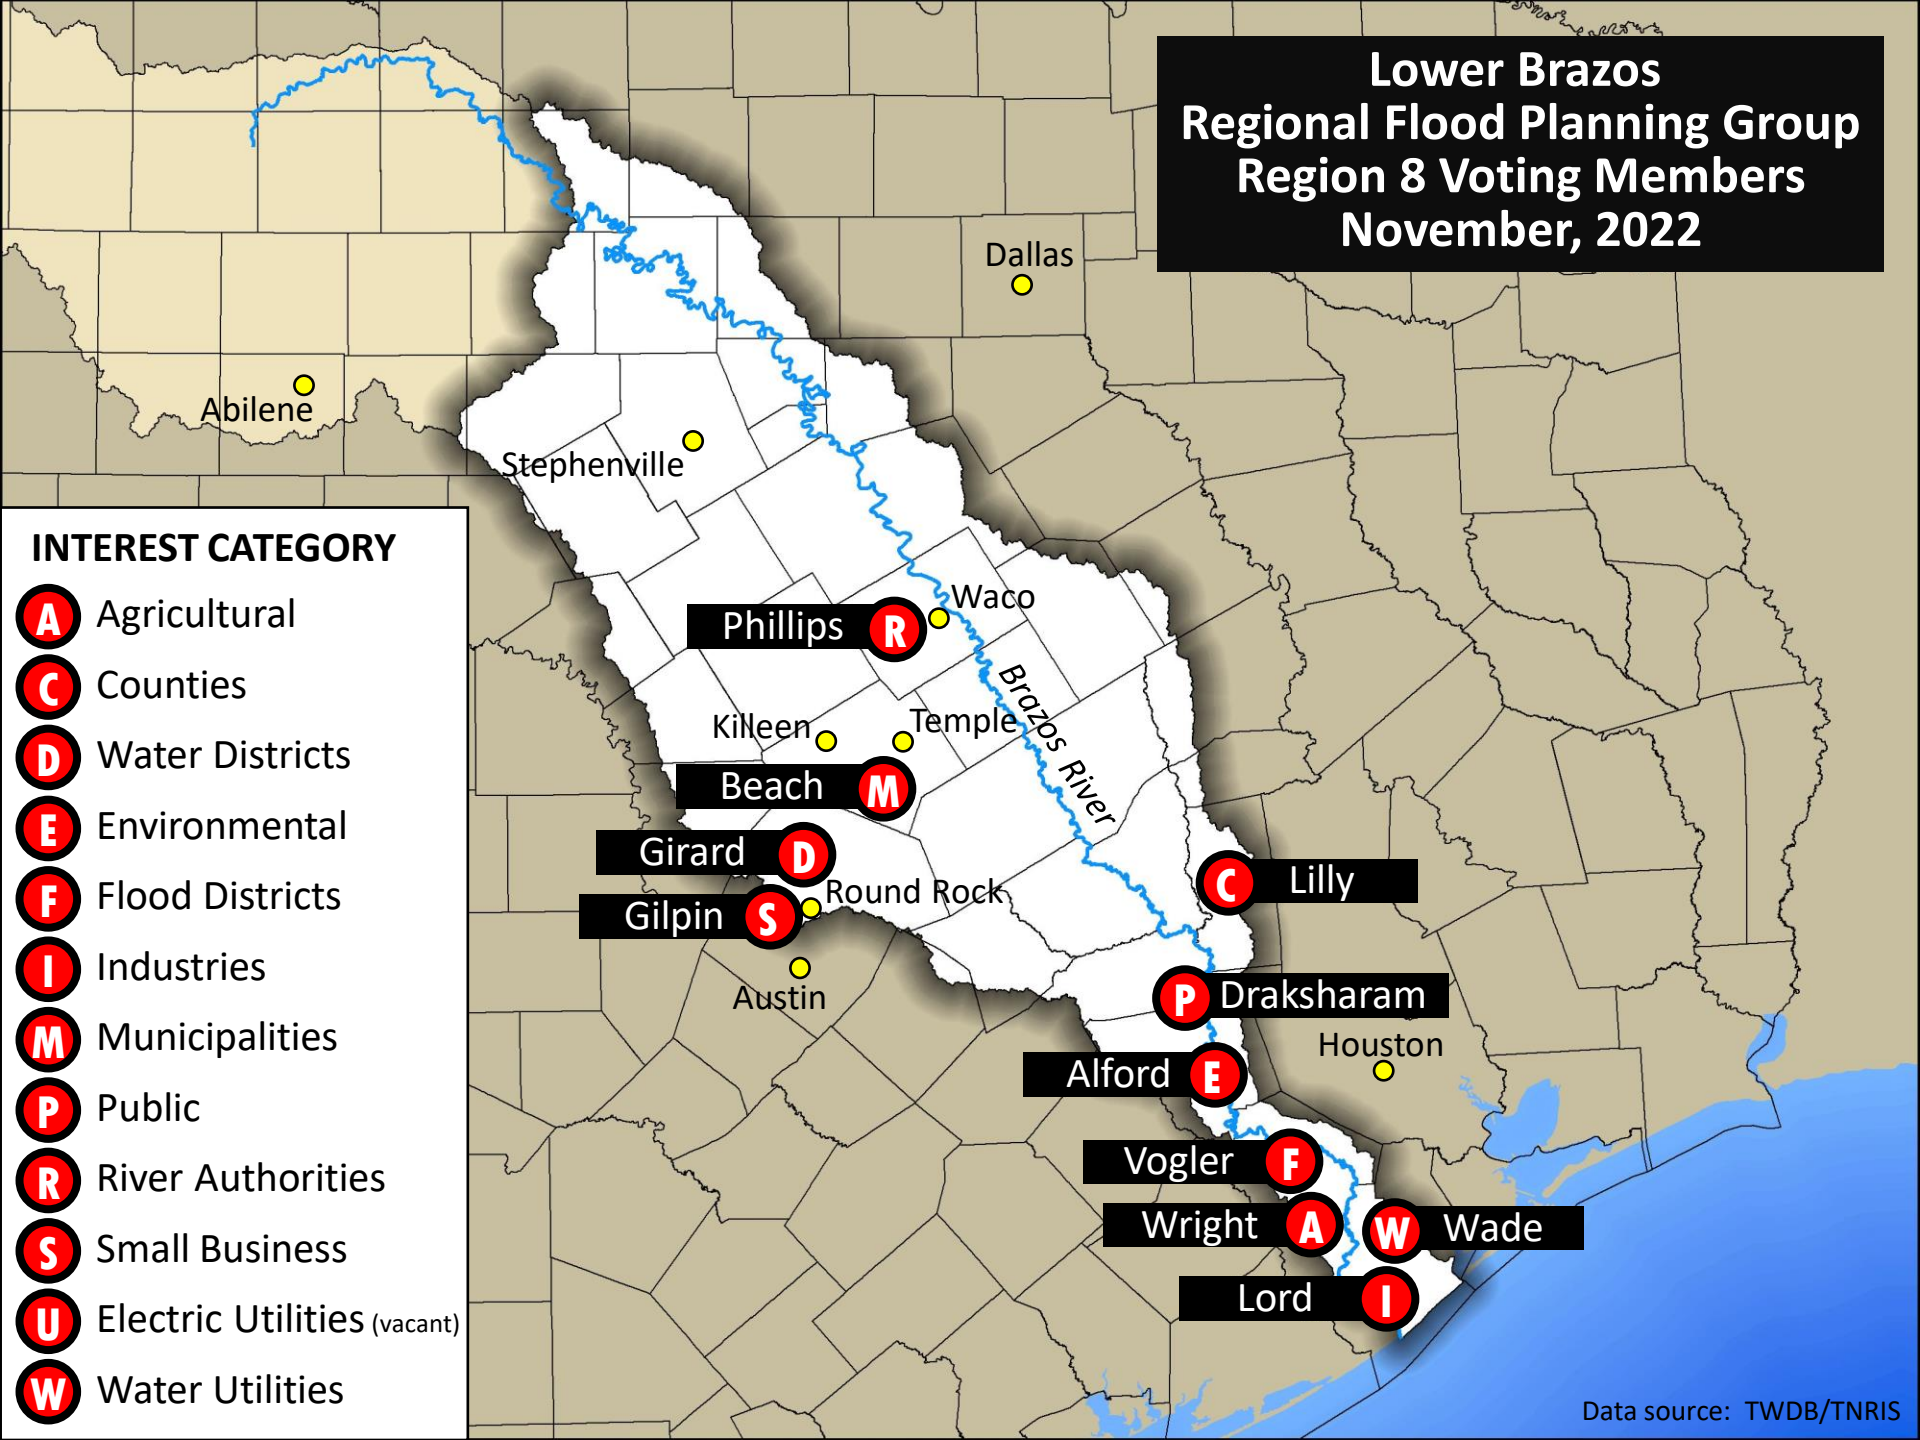 Lower Brazos
Regional Flood Planning Group
Region 8 Voting Members
November, 2022
Dallas
Abilene
Stephenville
INTEREST CATEGORY
A Agricultural
C Counties
D Water Districts
E Environmental
F Flood Districts
I Industries
M Municipalities
P Public
R River Authorities
S Small Business
U Electric Utilities (vacant)
W Water Utilities
Waco
Phillips R
Brazos River
Killeen
Temple
Beach M
Girard D
Round Rock
Gilpin S
C Lilly
Austin
P Draksharam
Houston
Alford E
Vogler F
Wright A
W Wade
Lord I
Data source: TWDB/TNRIS